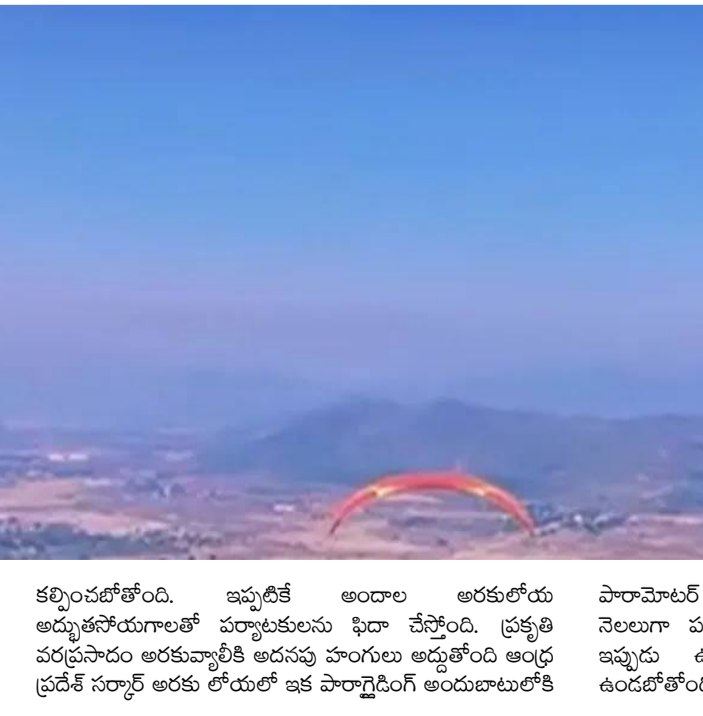 కల్పించబోతోంది. ఇప్పటికే అందాల అరకులోయ
అద్భుతసోయగాలతో పర్యాటకులను ఫిదా చేస్తోంది. ప్రకృతి
వరప్రసాదం అరకువ్యాలీకి అదనపు హంగులు అద్దుతోంది ఆంధ్ర
ప్రదేశ్ సర్కార్ అరకు లోయలో ఇక పారాగ్లైడింగ్ అందుబాటులోకి
పారామోటర్
నెలలుగా
ఇప్పుడు